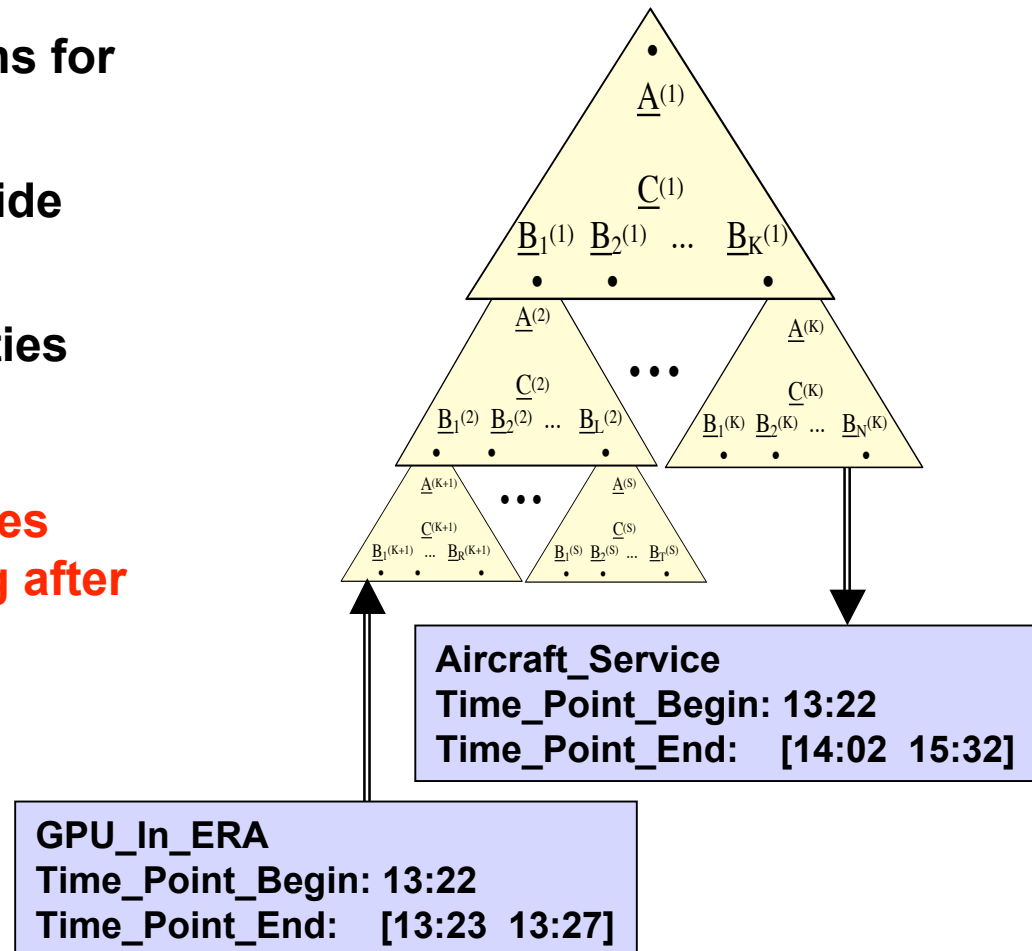 ns for
ide
ties
es
g after
A(1)
C(1)
B1(1) B2(1) ... BK(1)
A(2)
C(2)
B1(2) B2(2) ... BL(2)
...
A(K)
C(K)
B1(K) B2(K) ... BN(K)
A(K+1)
C(K+1)
B1(K+1) ... BR(K+1)
...
A(S)
C(S)
B1(S) B2(S) ... BT(S)
Aircraft_Service
Time_Point_Begin: 13:22
Time_Point_End: [14:02 15:32]
GPU_In_ERA
Time_Point_Begin: 13:22
Time_Point_End: [13:23 13:27]